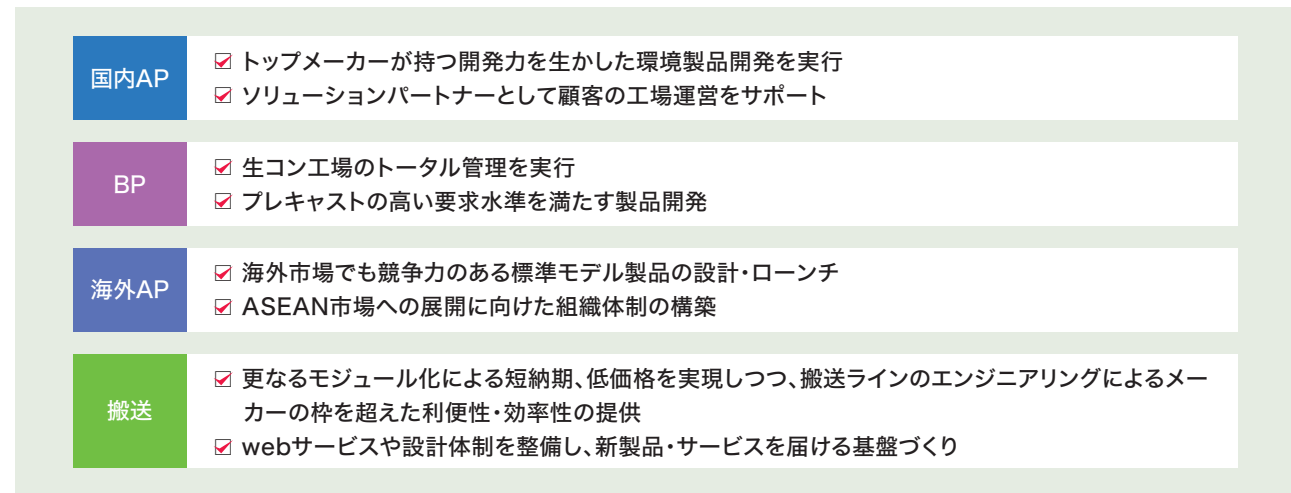 国内AP
トップメーカーが持つ開発力を生かした環境製品開発を実行
ソリューションパートナーとして顧客の工場運営をサポート
BP
生コン工場のトータル管理を実行
プレキャストの高い要求水準を満たす製品開発
海外AP
海外市場でも競争力のある標準モデル製品の設計・ローンチ
ASEAN市場への展開に向けた組織体制の構築
搬送
更なるモジュール化による短納期、低価格を実現しつつ、搬送ラインのエンジニアリングによるメー
カーの枠を超えた利便性・効率性の提供
webサービスや設計体制を整備し、新製品・サービスを届ける基盤づくり